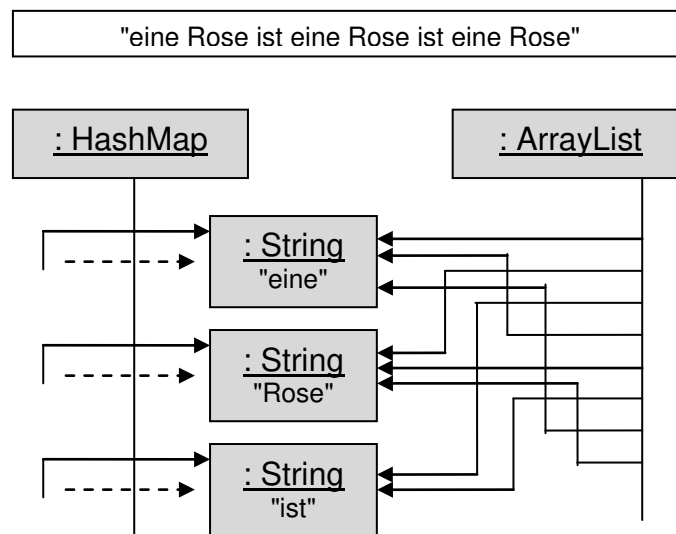 "eine Rose ist eine Rose ist eine Rose"
: HashMap
: ArrayList
: String
"eine"
: String
"Rose"
: String
"ist"